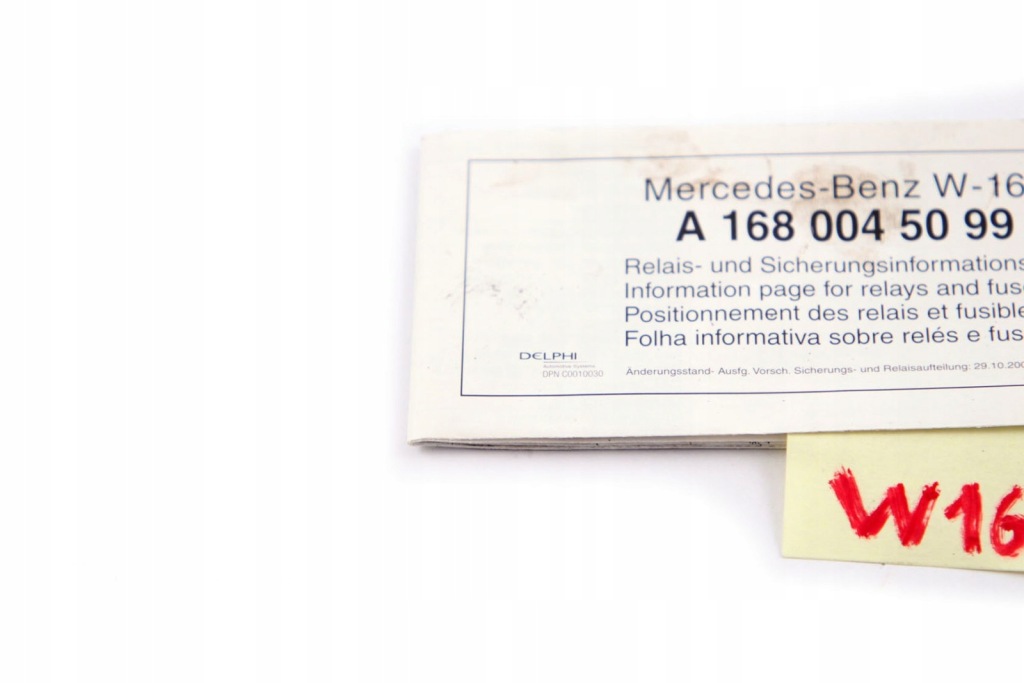 Mercedes-Benz W-16
A 168 004 50 99
Relais- und Sicherungsinformations
Information page for relays and fus
Positionnement des relais et fusible
Folha informativa sobre relés e fus
DELPHI
Automotive Systems
DPN C0010030
Änderungsstand- Ausfg. Vorsch. Sicherungs- und Relaisaufteilung: 29.10.200
W16